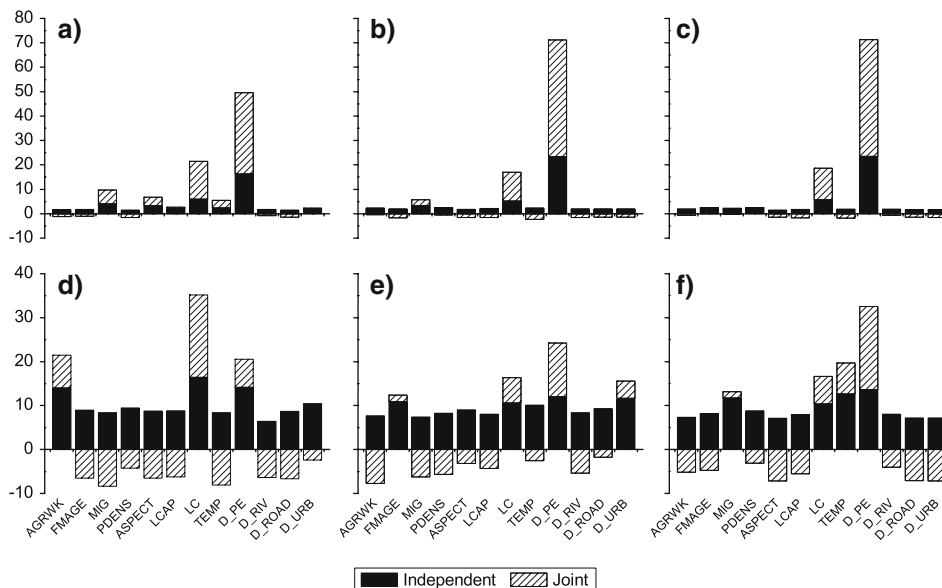 a) b) c)
80
70
60
50
40
30
20
10
0
-10
d) e) f)
40
30
20
10
0
-10
AGRWK FMAGE MIG PDENS ASPECT LCAP LC TEMP D_PE D_RIV D_ROAD D_URB
AGRWK FMAGE MIG PDENS ASPECT LCAP LC TEMP D_PE D_RIV D_ROAD D_URB
AGRWK FMAGE MIG PDENS ASPECT LCAP LC TEMP D_PE D_RIV D_ROAD D_URB
Independent Joint